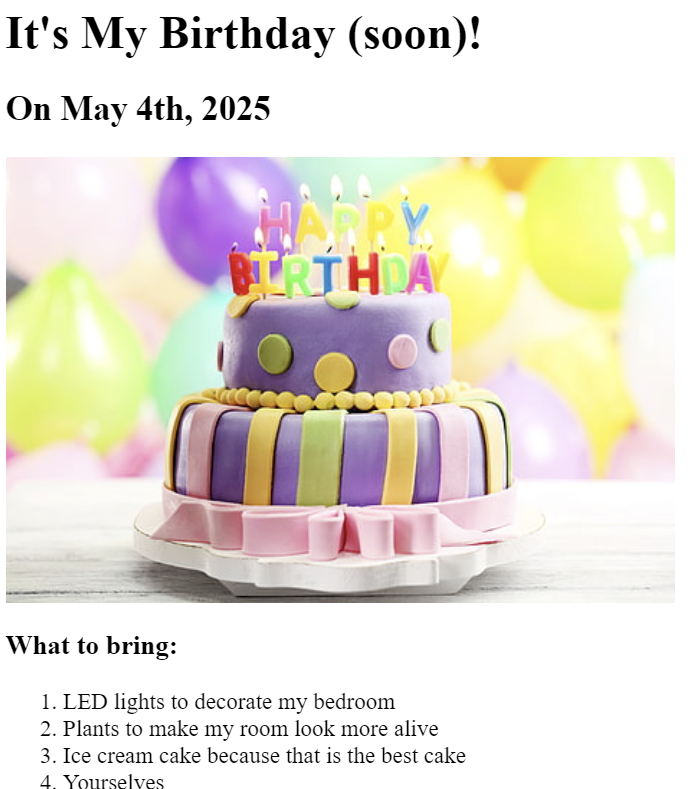 It's My Birthday (soon)!
On May 4th, 2025
HAPPY
BIRTHDAY
What to bring:
1. LED lights to decorate my bedroom
2. Plants to make my room look more alive
3. Ice cream cake because that is the best cake
4. Yourselves